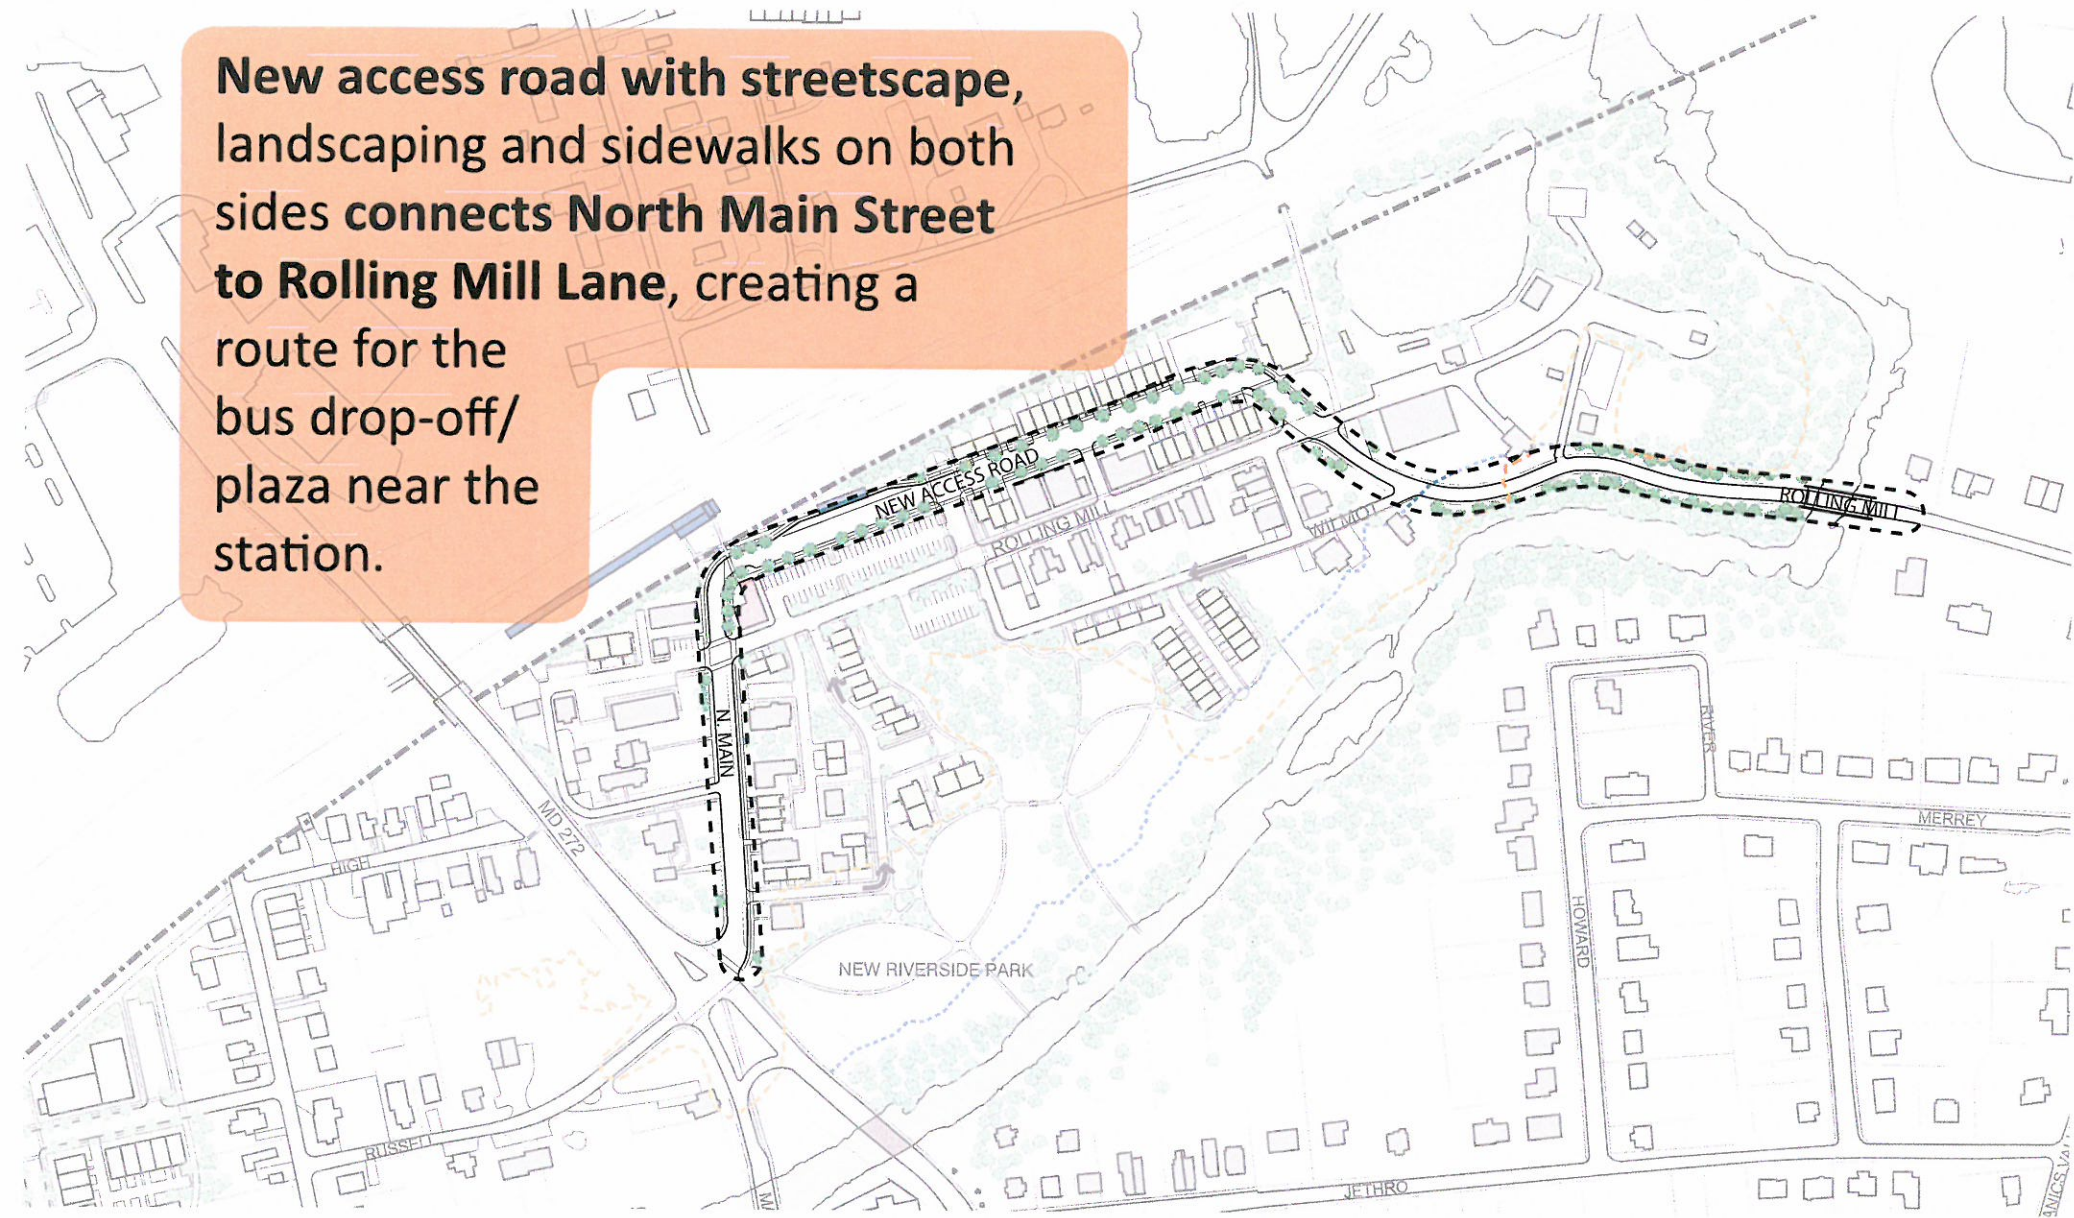 New access road with streetscape,
landscaping and sidewalks on both
sides connects North Main Street
to Rolling Mill Lane, creating a
route for the
bus drop-off/
plaza near the
station.
NEW ACCESS ROAD
ROLLING MILL
WILMOT
ROLLING MILL
N. MAIN
MD 272
RIVER
MERREY
HIGH
HOWARD
NEW RIVERSIDE PARK
RUSSELL
JETHRO